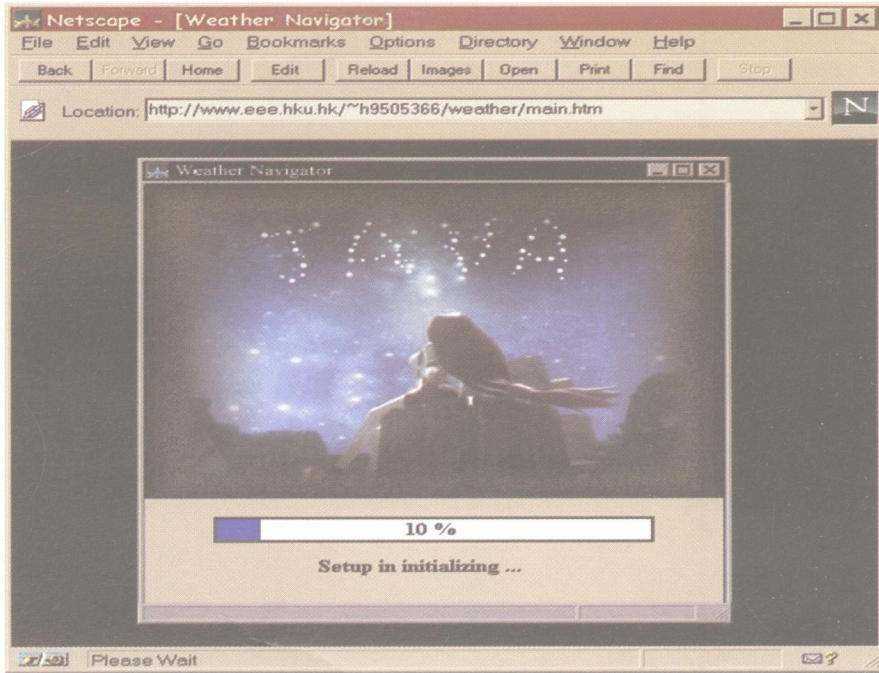 Netscape - [Weather Navigator]
File Edit View Go Bookmarks Options Directory Window Help
Back Forward Home Edit Reload Images Open Print Find Stop
Location: http://www.eee.hku.hk/~h9505366/weather/main.htm N
Weather Navigator
JAVA
10 %
Setup in initializing ...
Please Wait